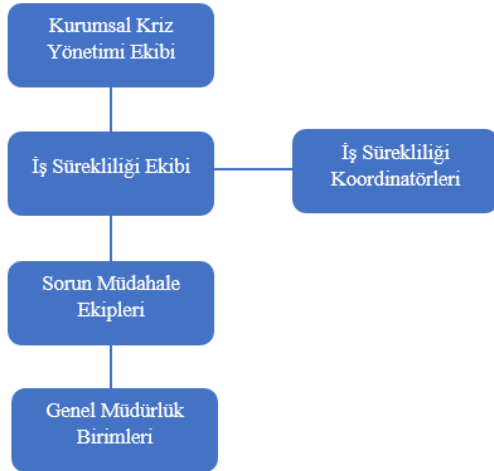 Kurumsal Kriz
Yönetimi Ekibi
İş Sürekliliği Ekibi
İş Sürekliliği
Koordinatörleri
Sorun Müdahale
Ekipleri
Genel Müdürlük
Birimleri